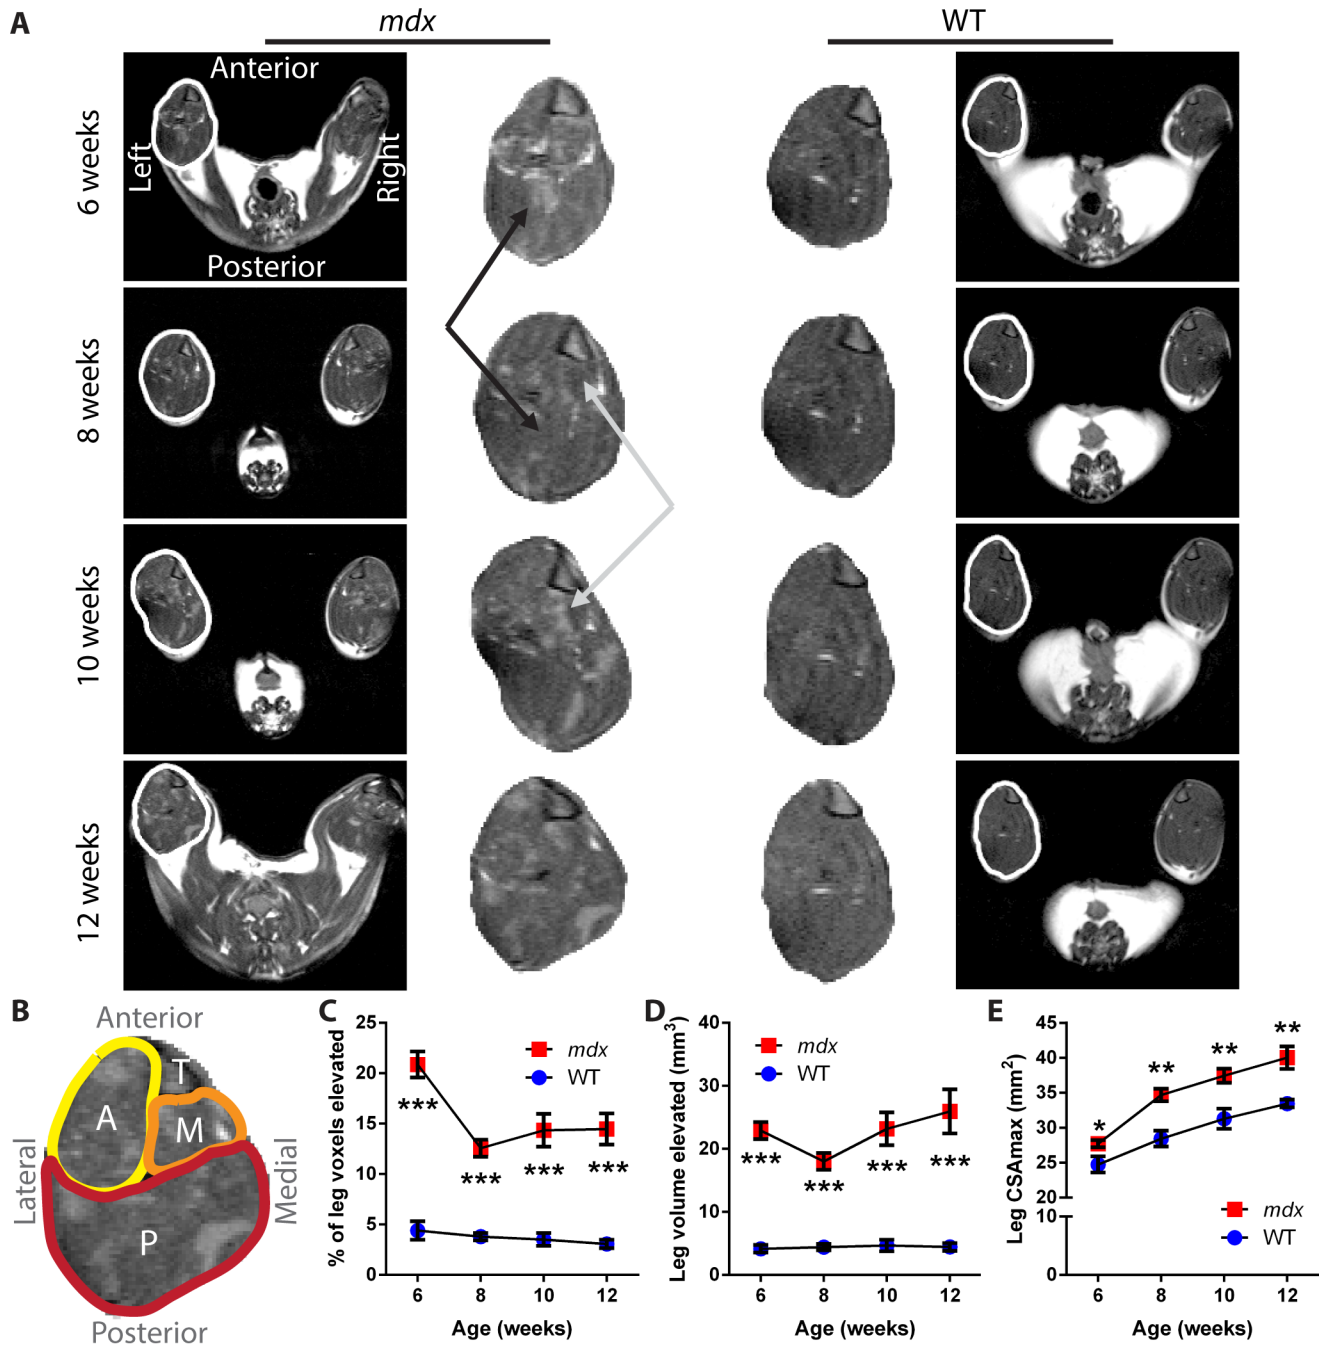 A
mdx
WT
6 weeks
Anterior
Left
Right
Posterior
8 weeks
10 weeks
12 weeks
B
Anterior
Lateral
Medial
Posterior
T
A
M
P
C
% of leg voxels elevated
25
20
15
10
5
0
mdx
WT
***
***
***
***
6 8 10 12
Age (weeks)
D
Leg volume elevated (mm³)
40
30
20
10
0
mdx
WT
***
***
***
***
6 8 10 12
Age (weeks)
E
Leg CSAmax (mm²)
45
40
35
30
25
20
10
0
*
**
**
**
mdx
WT
6 8 10 12
Age (weeks)